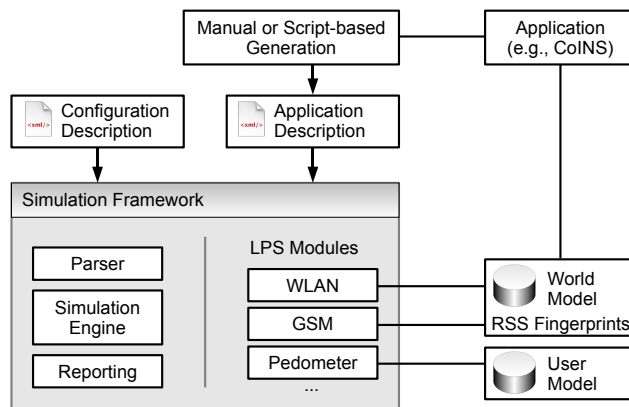 Manual or Script-based
Generation
Application
(e.g., CoINS)
<xml/>
Configuration
Description
<xml/>
Application
Description
Simulation Framework
Parser
Simulation
Engine
Reporting
LPS Modules
WLAN
GSM
Pedometer
...
World
Model
RSS Fingerprints
User
Model